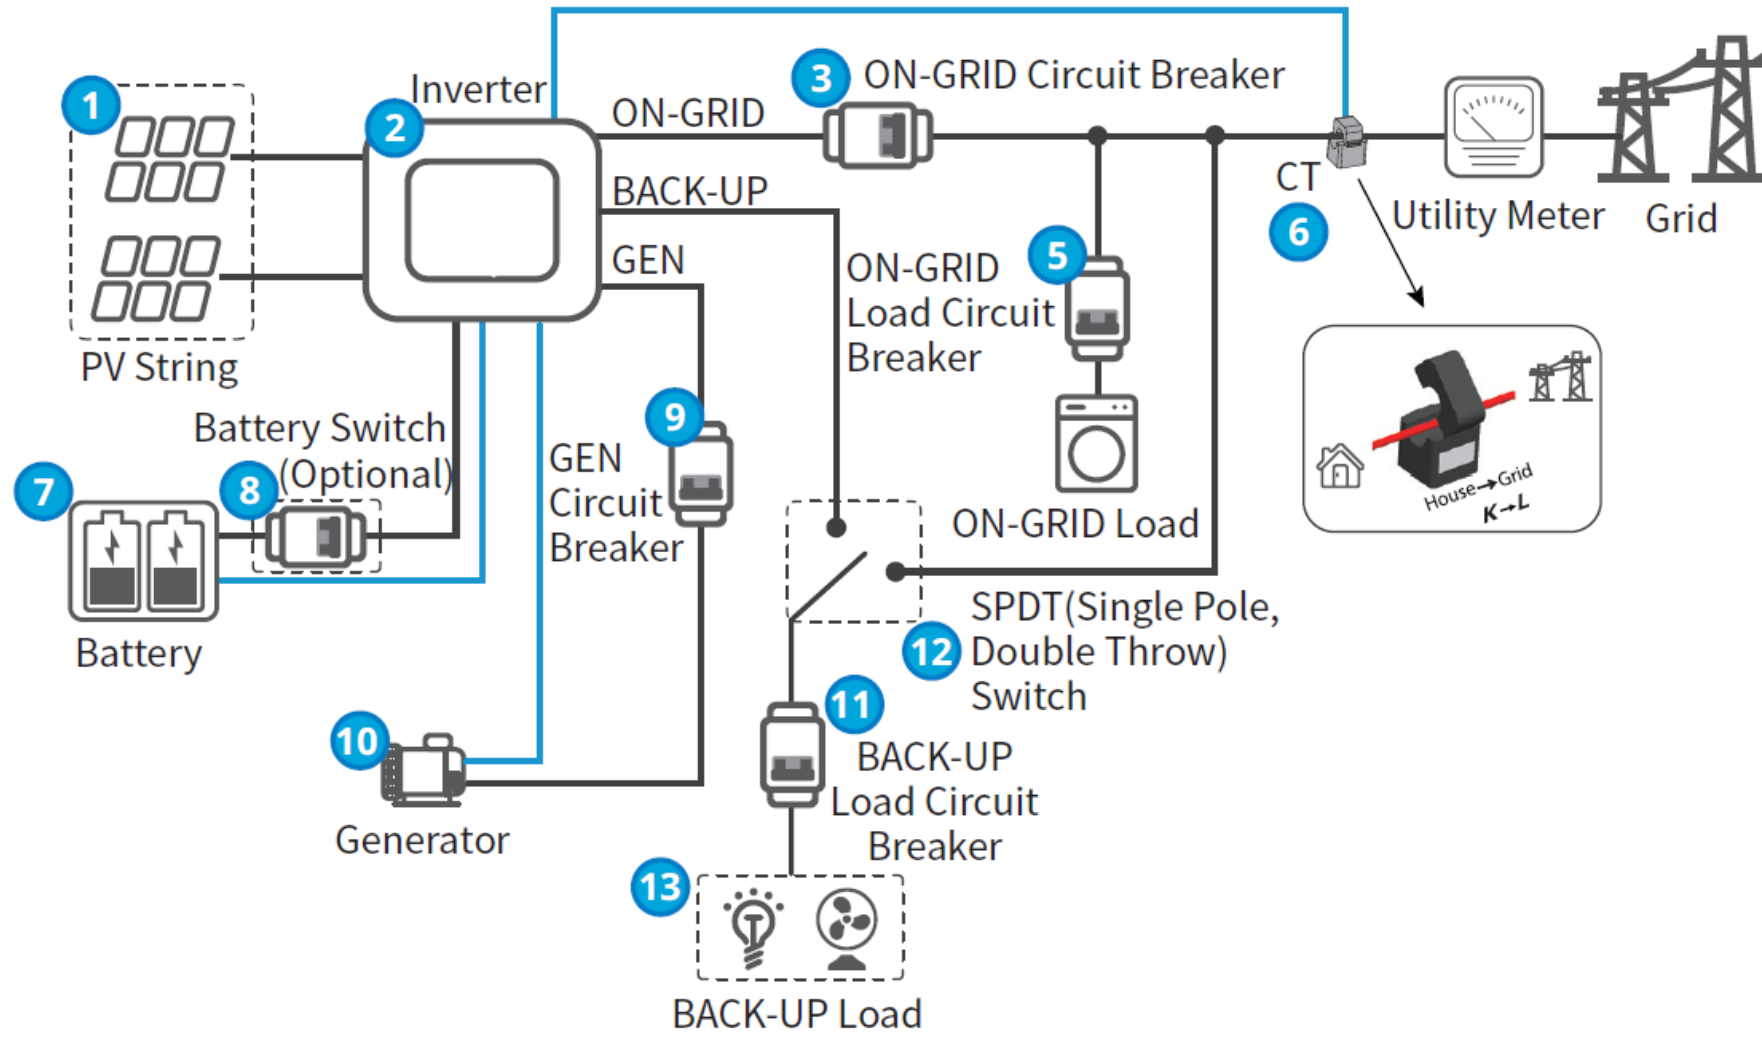 1
Inverter
2
ON-GRID
3
ON-GRID Circuit Breaker
BACK-UP
GEN
CT
6
Utility Meter
Grid
PV String
5
ON-GRID
Load Circuit
Breaker
ON-GRID Load
House→Grid
K→L
Battery Switch
(Optional)
7
8
Battery
9
GEN
Circuit
Breaker
10
Generator
12
SPDT(Single Pole,
Double Throw)
Switch
11
BACK-UP
Load Circuit
Breaker
13
BACK-UP Load